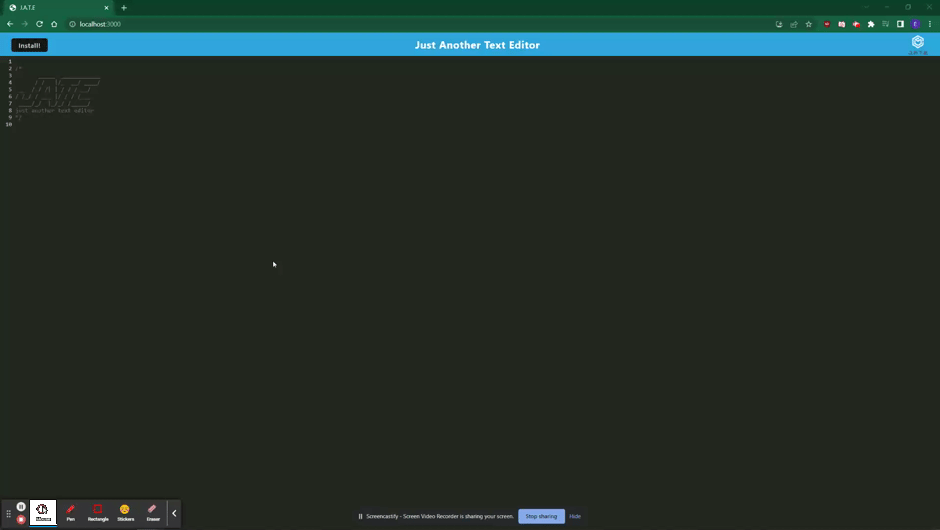 J.A.T.E
localhost:3000
Install!
Just Another Text Editor
1
2 /*
3
4
5
6
7
8 just another text editor
9 */
10
Mouse
Pen
Rectangle
Stickers
Eraser
Screencastify - Screen Video Recorder is sharing your screen.
Stop sharing
Hide